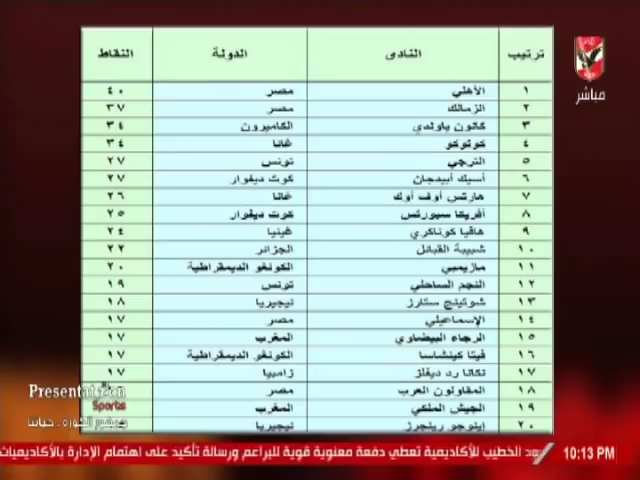 ترتيب النادى الدولة النقاط
١ الأهلي مصر ٤٠
٢ الزمالك مصر ٣٧
٣ كانون ياوندي الكاميرون ٣٤
٤ كوتوكو غانا ٣٤
٥ الترجي تونس ٢٧
٦ أسيك أبيدجان كوت ديفوار ٢٧
٧ هارتس أوف أوك غانا ٢٦
٨ أفريكا سبورتس كوت ديفوار ٢٥
٩ هافيا كوناكري غينيا ٢٤
١٠ شبيبة القبائل الجزائر ٢٢
١١ مازيمبي الكونغو الديمقراطية ٢٠
١٢ النجم الساحلي تونس ١٩
١٣ شوتينج ستارز نيجيريا ١٨
١٤ الإسماعيلي مصر ١٧
١٥ الرجاء البيضاوي المغرب ١٧
١٦ فيتا كينشاسا الكونغو الديمقراطية ١٧
١٧ نكانا رد ديفلز زامبيا ١٧
١٨ المقاولون العرب مصر
١٩ الجيش الملكي المغرب
٢٠ إينوجو رينجرز نيجيريا
مباشر
Presentation
Sports
جمهور الكورة .. حياتنا
الخطيب للأكاديمية تعطي دفعة معنوية قوية للبراعم ورسالة تأكيد على اهتمام الإدارة بالأكاديميات
10:13 PM